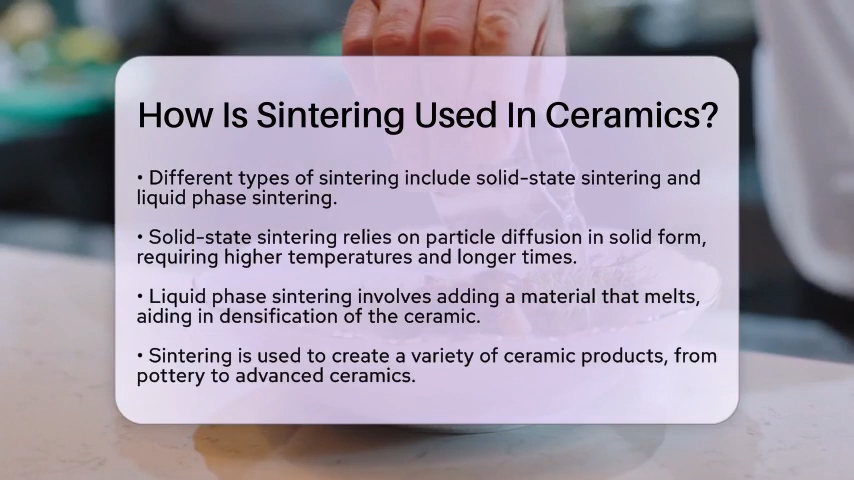 How Is Sintering Used In Ceramics?
• Different types of sintering include solid-state sintering and
liquid phase sintering.
• Solid-state sintering relies on particle diffusion in solid form,
requiring higher temperatures and longer times.
• Liquid phase sintering involves adding a material that melts,
aiding in densification of the ceramic.
• Sintering is used to create a variety of ceramic products, from
pottery to advanced ceramics.